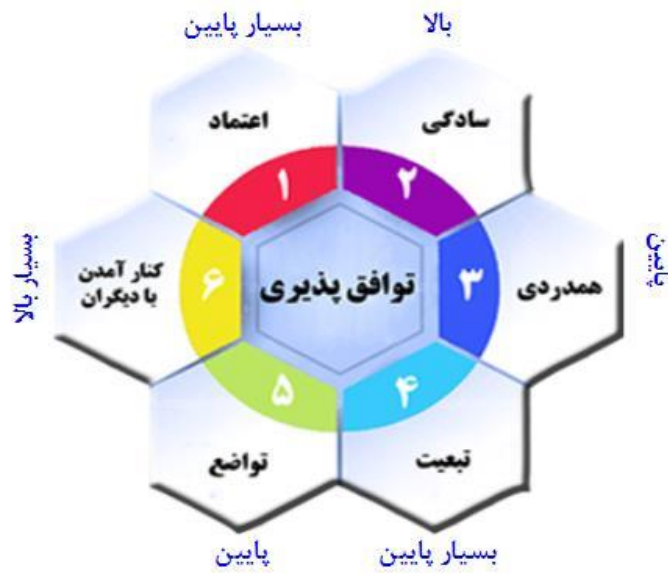 بالا
بسیار پایین
سادگی
اعتماد
۲
۱
پایین
همدردی
۳
توافق پذیری
۶
کنار آمدن
با دیگران
بسیار بالا
۴
۵
تبعیت
تواضع
بسیار پایین
پایین